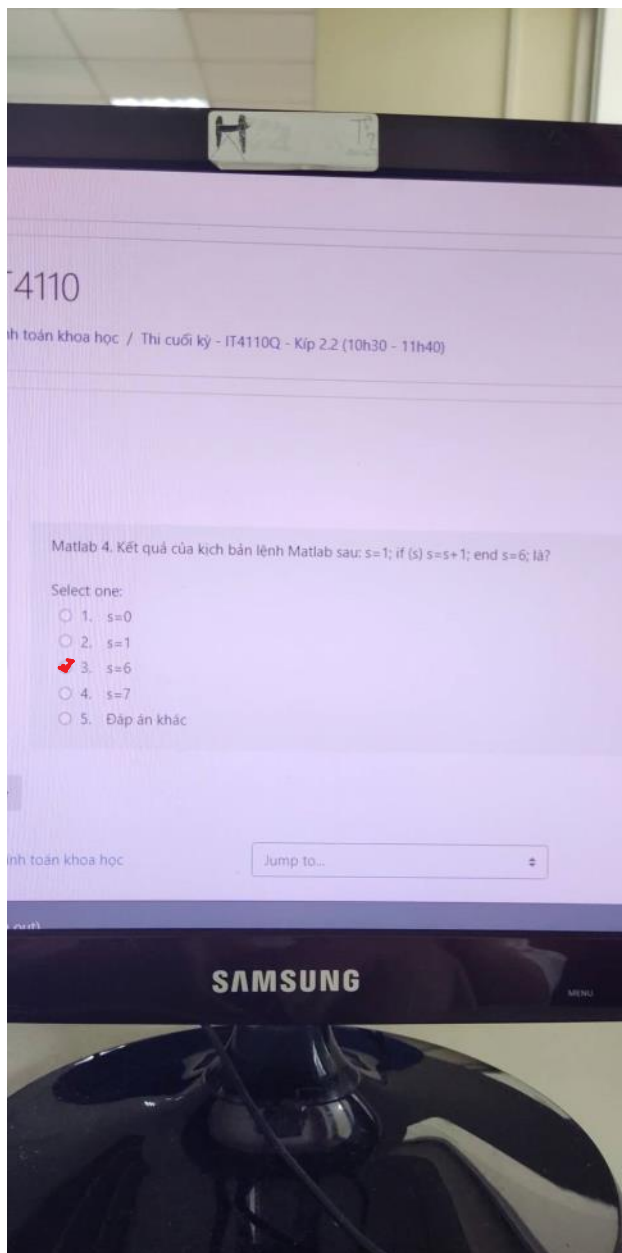 H
4110
nh toán khoa học / Thi cuối kỳ - IT4110Q - Kíp 2.2 (10h30 - 11h40)
Matlab 4. Kết quả của kịch bản lệnh Matlab sau: s=1; if (s) s=s+1; end s=6; là?
Select one:
1. s=0
2. s=1
3. s=6
4. s=7
5. Đáp án khác
ính toán khoa học
Jump to...
out)
SAMSUNG
MENU